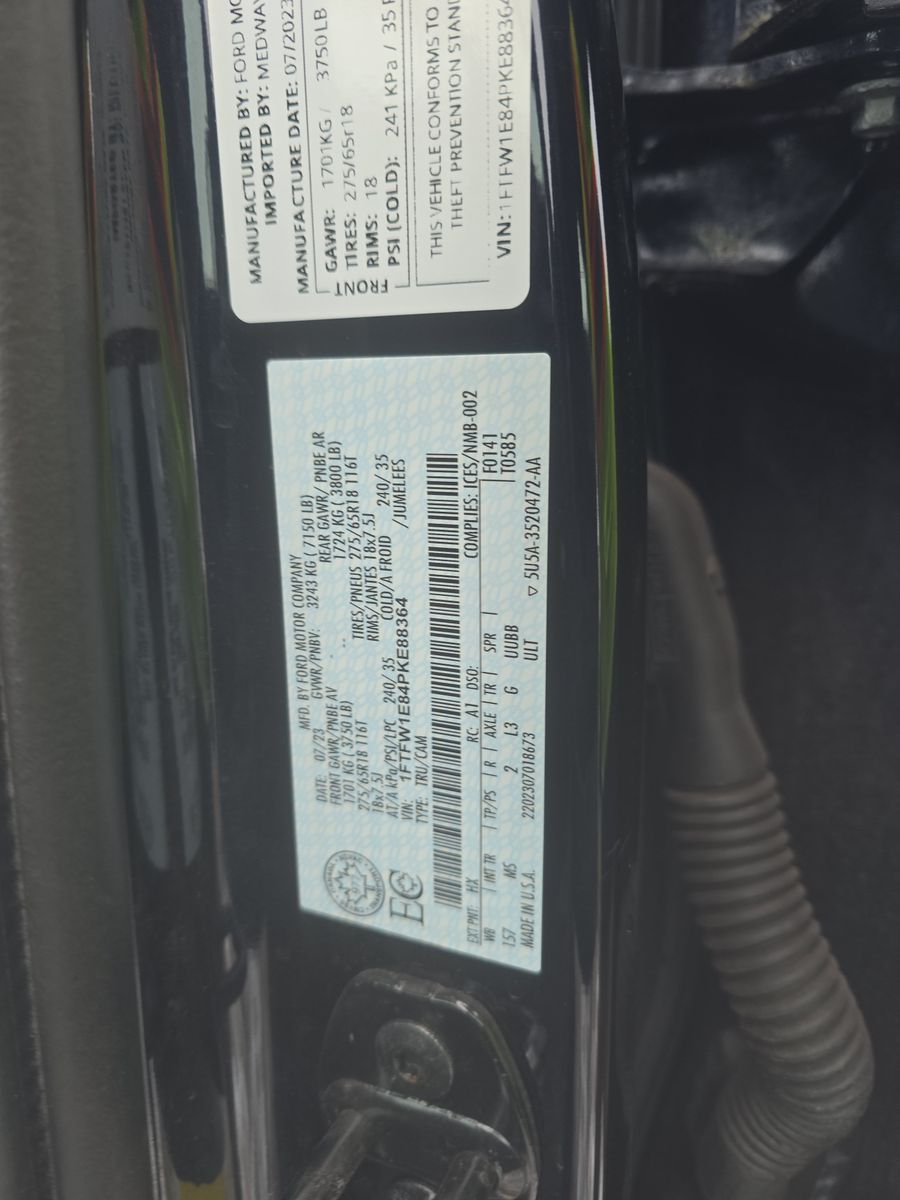 MANUFACTURED BY: FORD MO
IMPORTED BY: MEDWAY
MANUFACTURE DATE: 07/2023
FRONT
GAWR: 1701KG / 3750LB
TIRES: 275/65r18
RIMS: 18
PSI (COLD): 241 KPa / 35 P
THIS VEHICLE CONFORMS TO
THEFT PREVENTION STAND
VIN: 1FTFW1E84PKE88364
MFD. BY FORD MOTOR COMPANY
DATE: 07/23 GVWR/PNBV: 3243 KG ( 7150 LB)
FRONT GAWR/PNBE AV REAR GAWR/ PNBE AR
1701 KG ( 3750 LB) 1724 KG ( 3800 LB)
275/65R18 116T TIRES/PNEUS 275/65R18 116T
18x7.5J RIMS/JANTES 18x7.5J
AT/A kPa/PSI/LPC 240/ 35 COLD/A FROID 240/ 35
VIN: 1FTFW1E84PKE88364 /JUMELEES
TYPE: TRU/CAM
EC
COMPLIES: ICES/NMB-002
EXT PNT: HX RC: A1 DSO: F0141
WB INT TR TP/PS R AXLE TR SPR T0585
157 MS 2 L3 G UUBB
MADE IN U.S.A. 2202307018673 ULT ▽ 5U5A-3520472-AA